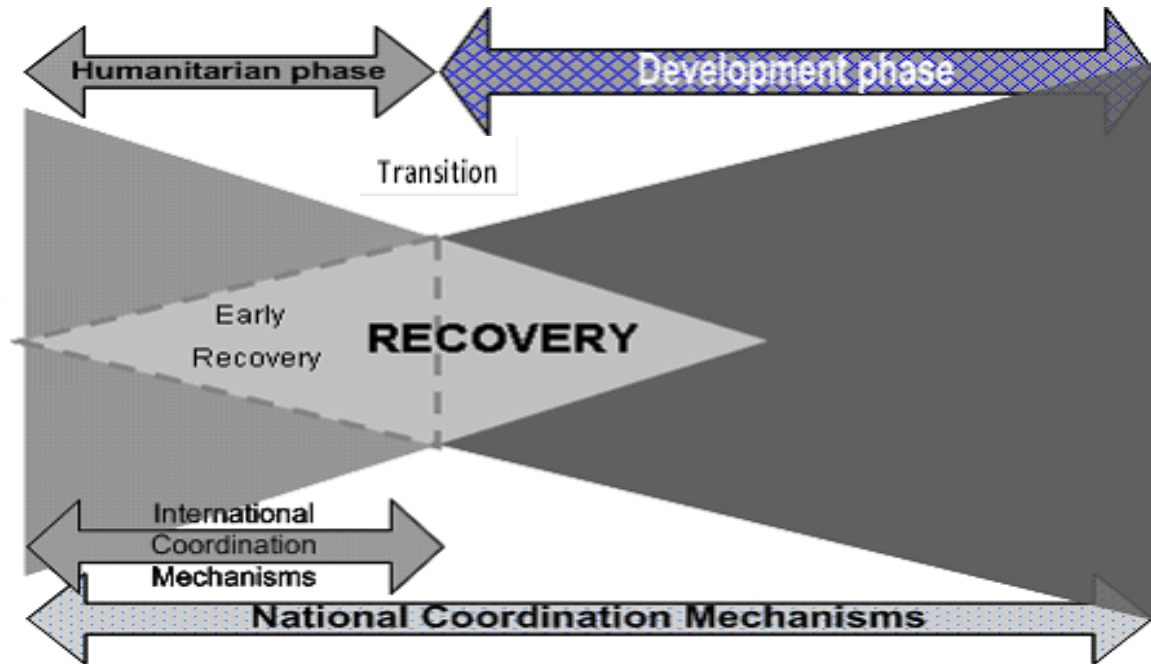 Humanitarian phase
Development phase
Transition
Early
Recovery
RECOVERY
International
Coordination
Mechanisms
National Coordination Mechanisms